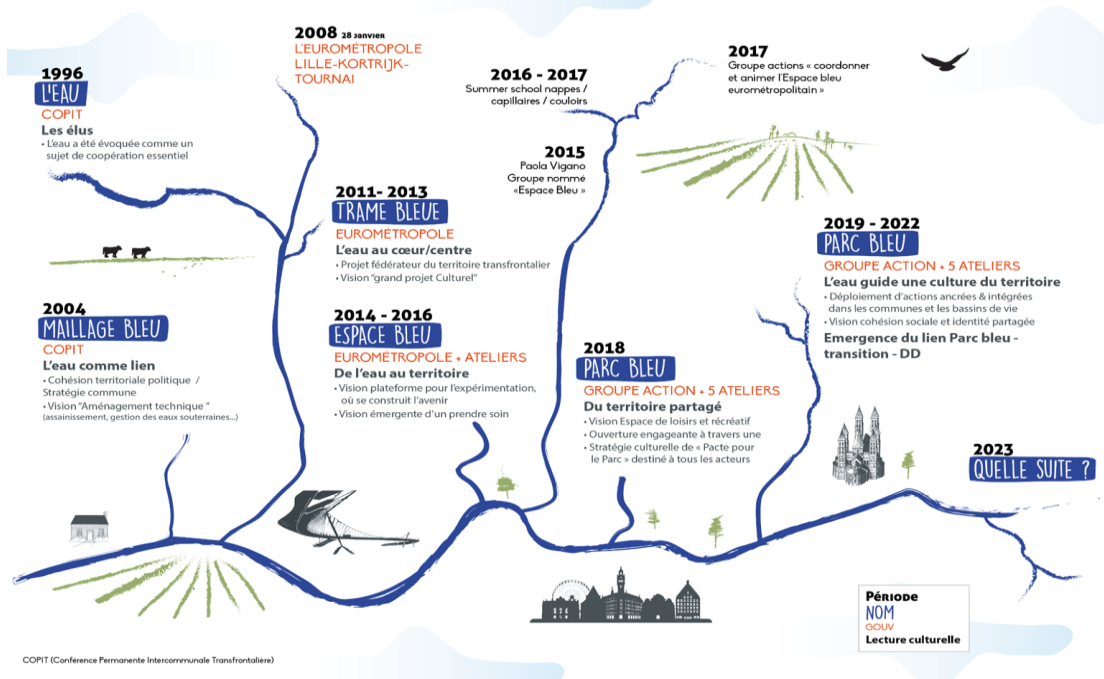 1996
L'EAU
COPIT
Les élus
• L'eau a été évoquée comme un
sujet de coopération essentiel
2004
MAILLAGE BLEU
COPIT
L'eau comme lien
• Cohésion territoriale politique /
Stratégie commune
• Vision "Aménagement technique "
(assainissement, gestion des eaux souterraines...)
2008 28 JANVIER
L'EUROMÉTROPOLE
LILLE-KORTRIJK-
TOURNAI
2011- 2013
TRAME BLEUE
EUROMÉTROPOLE
L'eau au cœur/centre
• Projet fédérateur du territoire transfrontalier
• Vision "grand projet Culturel"
2014 - 2016
ESPACE BLEU
EUROMÉTROPOLE + ATELIERS
De l'eau au territoire
• Vision plateforme pour l'expérimentation,
où se construit l'avenir
• Vision émergente d'un prendre soin
2015
Paola Vigano
Groupe nommé
«Espace Bleu »
2016 - 2017
Summer school nappes /
capillaires / couloirs
2017
Groupe actions « coordonner
et animer l'Espace bleu
eurométropolitain »
2018
PARC BLEU
GROUPE ACTION + 5 ATELIERS
Du territoire partagé
• Vision Espace de loisirs et récréatif
• Ouverture engageante à travers une
• Stratégie culturelle de « Pacte pour
le Parc » destiné à tous les acteurs
2019 - 2022
PARC BLEU
GROUPE ACTION + 5 ATELIERS
L'eau guide une culture du territoire
• Déploiement d'actions ancrées & intégrées
dans les communes et les bassins de vie
• Vision cohésion sociale et identité partagée
Emergence du lien Parc bleu -
transition - DD
2023
QUELLE SUITE ?
PÉRIODE
NOM
GOUV
Lecture culturelle
COPIT (Conférence Permanente Intercommunale Transfrontalière)